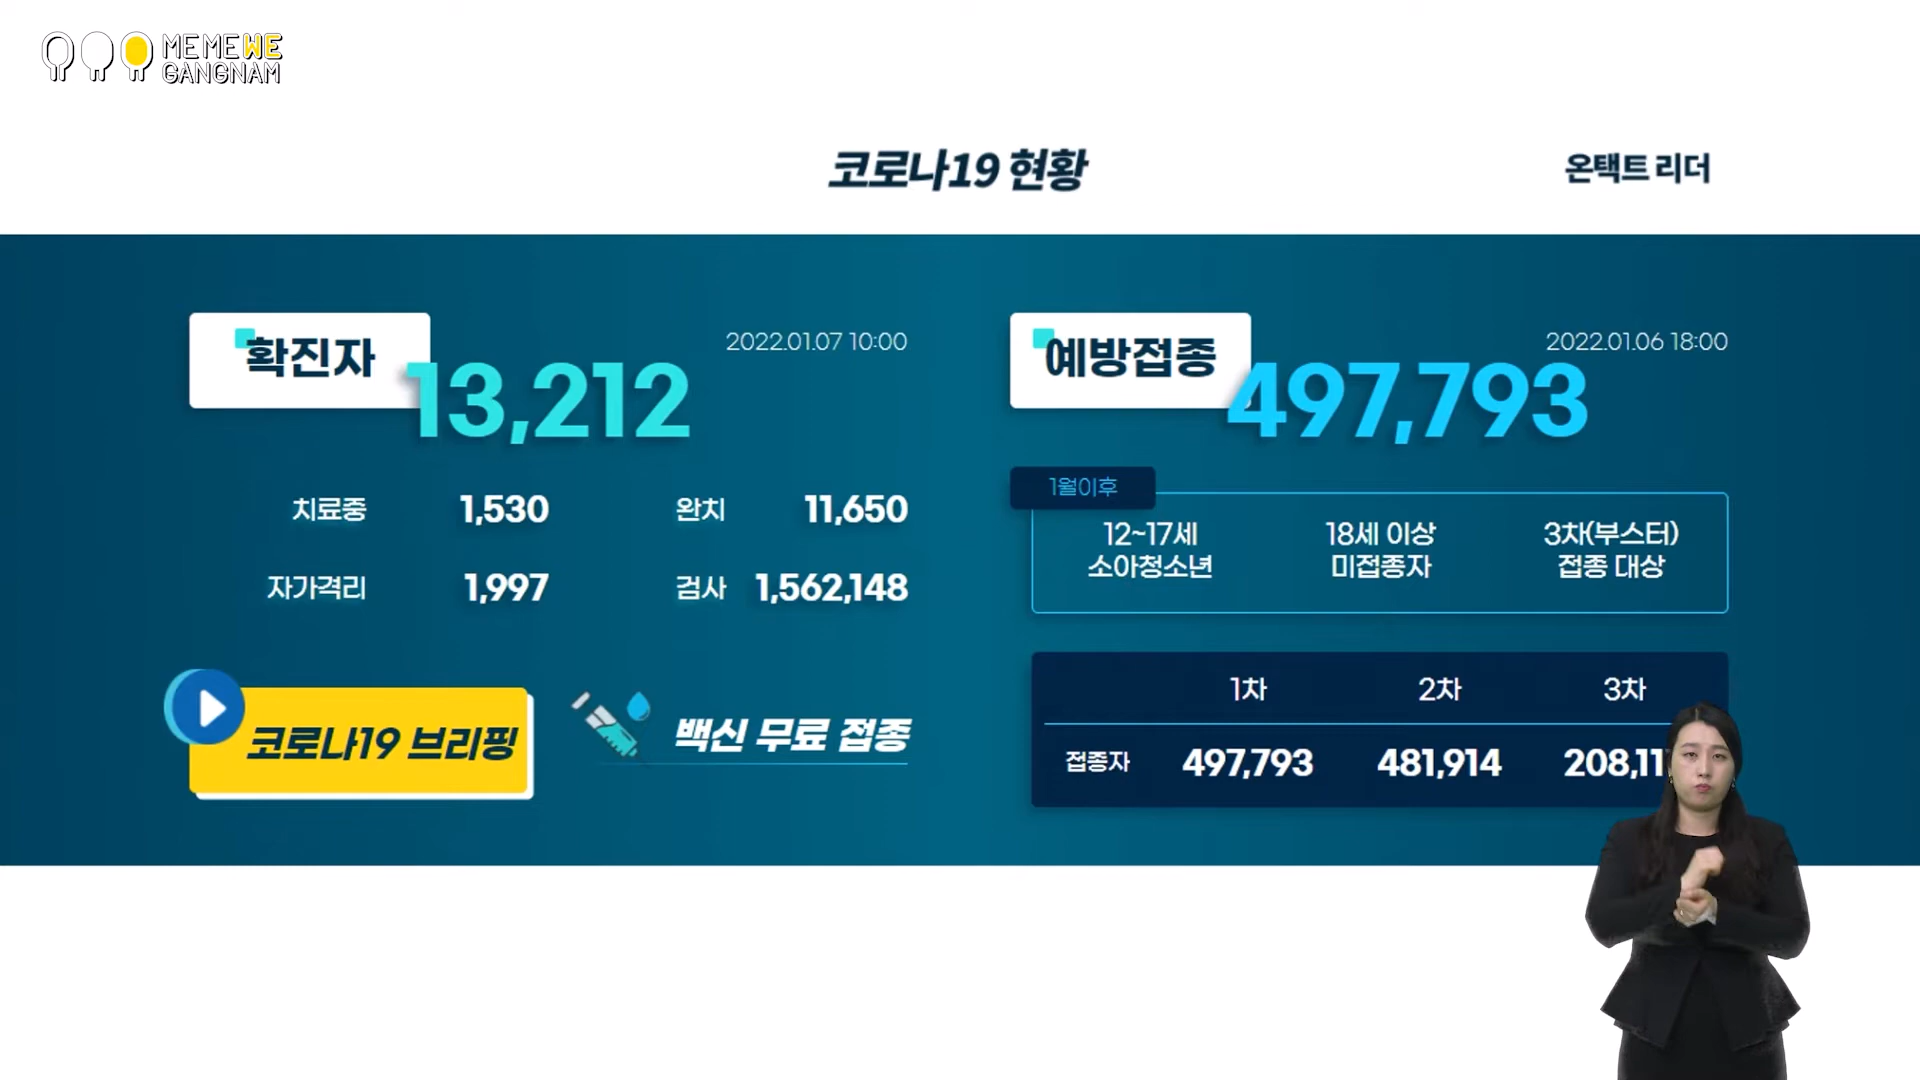 MEMEWE
GANGNAM
코로나19 현황
온택트 리더
확진자
2022.01.07 10:00
13,212
치료중 1,530 완치 11,650
자가격리 1,997 검사 1,562,148
코로나19 브리핑
백신 무료 접종
예방접종
2022.01.06 18:00
497,793
1월이후
12~17세
소아청소년
18세 이상
미접종자
3차(부스터)
접종 대상
1차 2차 3차
접종자 497,793 481,914